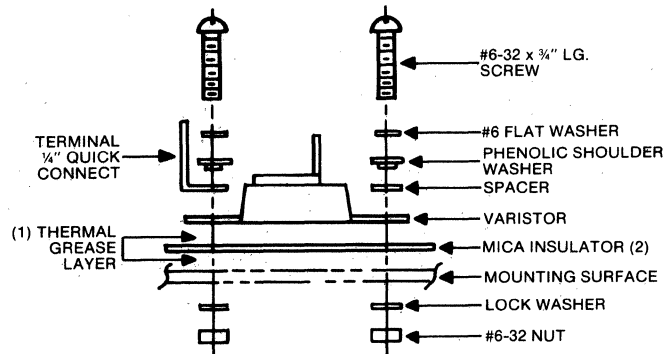 #6-32 x ¾" LG.
SCREW
TERMINAL
¼" QUICK
CONNECT
#6 FLAT WASHER
PHENOLIC SHOULDER
WASHER
SPACER
VARISTOR
(1) THERMAL
GREASE
LAYER
MICA INSULATOR (2)
MOUNTING SURFACE
LOCK WASHER
#6-32 NUT